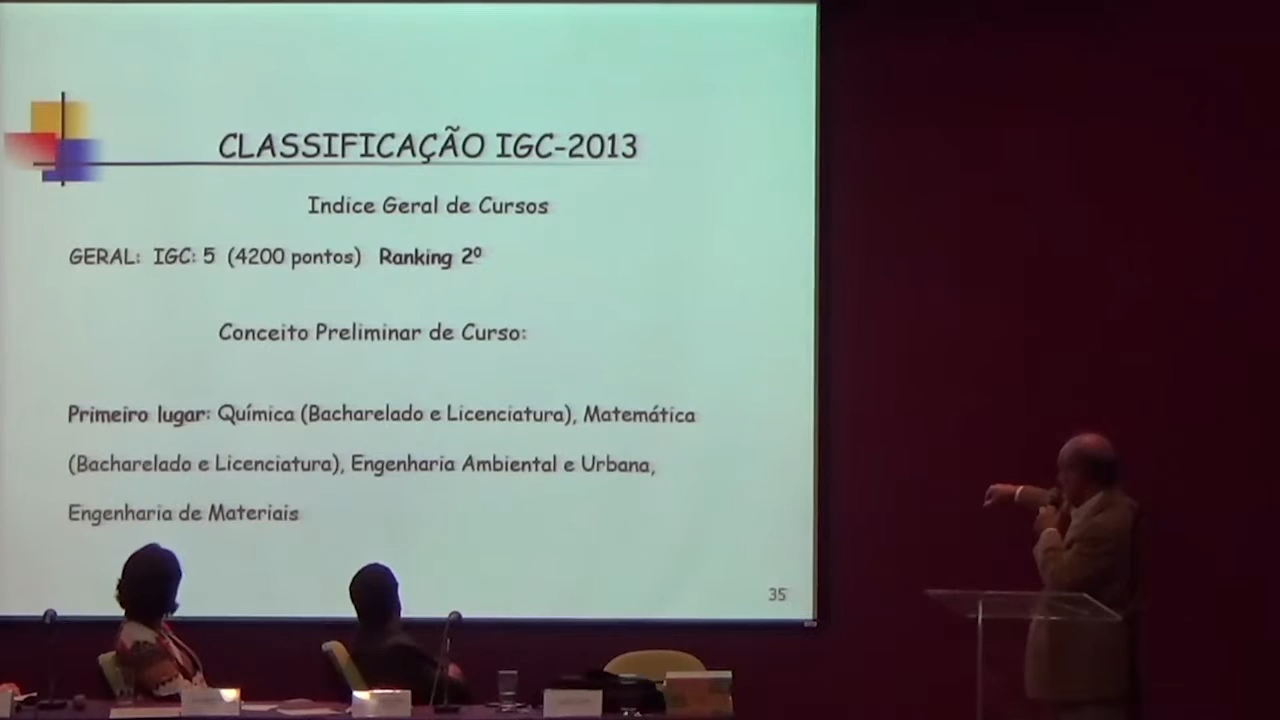 CLASSIFICAÇÃO IGC-2013
Indice Geral de Cursos
GERAL: IGC: 5 (4200 pontos) Ranking 2º
Conceito Preliminar de Curso:
Primeiro lugar: Química (Bacharelado e Licenciatura), Matemática
(Bacharelado e Licenciatura), Engenharia Ambiental e Urbana,
Engenharia de Materiais
35